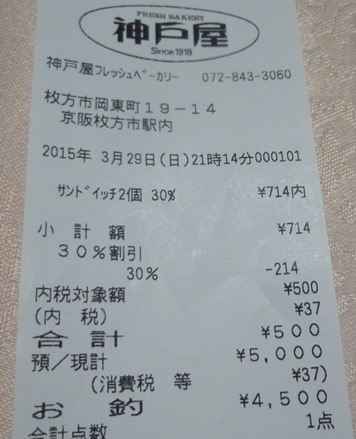 FRESH BAKERY
神戸屋
Since 1918
神戸屋フレッシュベーカリー 072-843-3060
枚方市岡東町19-14
京阪枚方市駅内
2015年 3月29日(日)21時14分000101
サンドイッチ2個 30% ¥714内
小 計 額 ¥714
30%割引
30% -214
内税対象額 ¥500
(内 税) ¥37
合 計 ¥500
預/現計 ¥5,000
(消費税 等 ¥37)
お 釣 ¥4,500
合計点数 1点